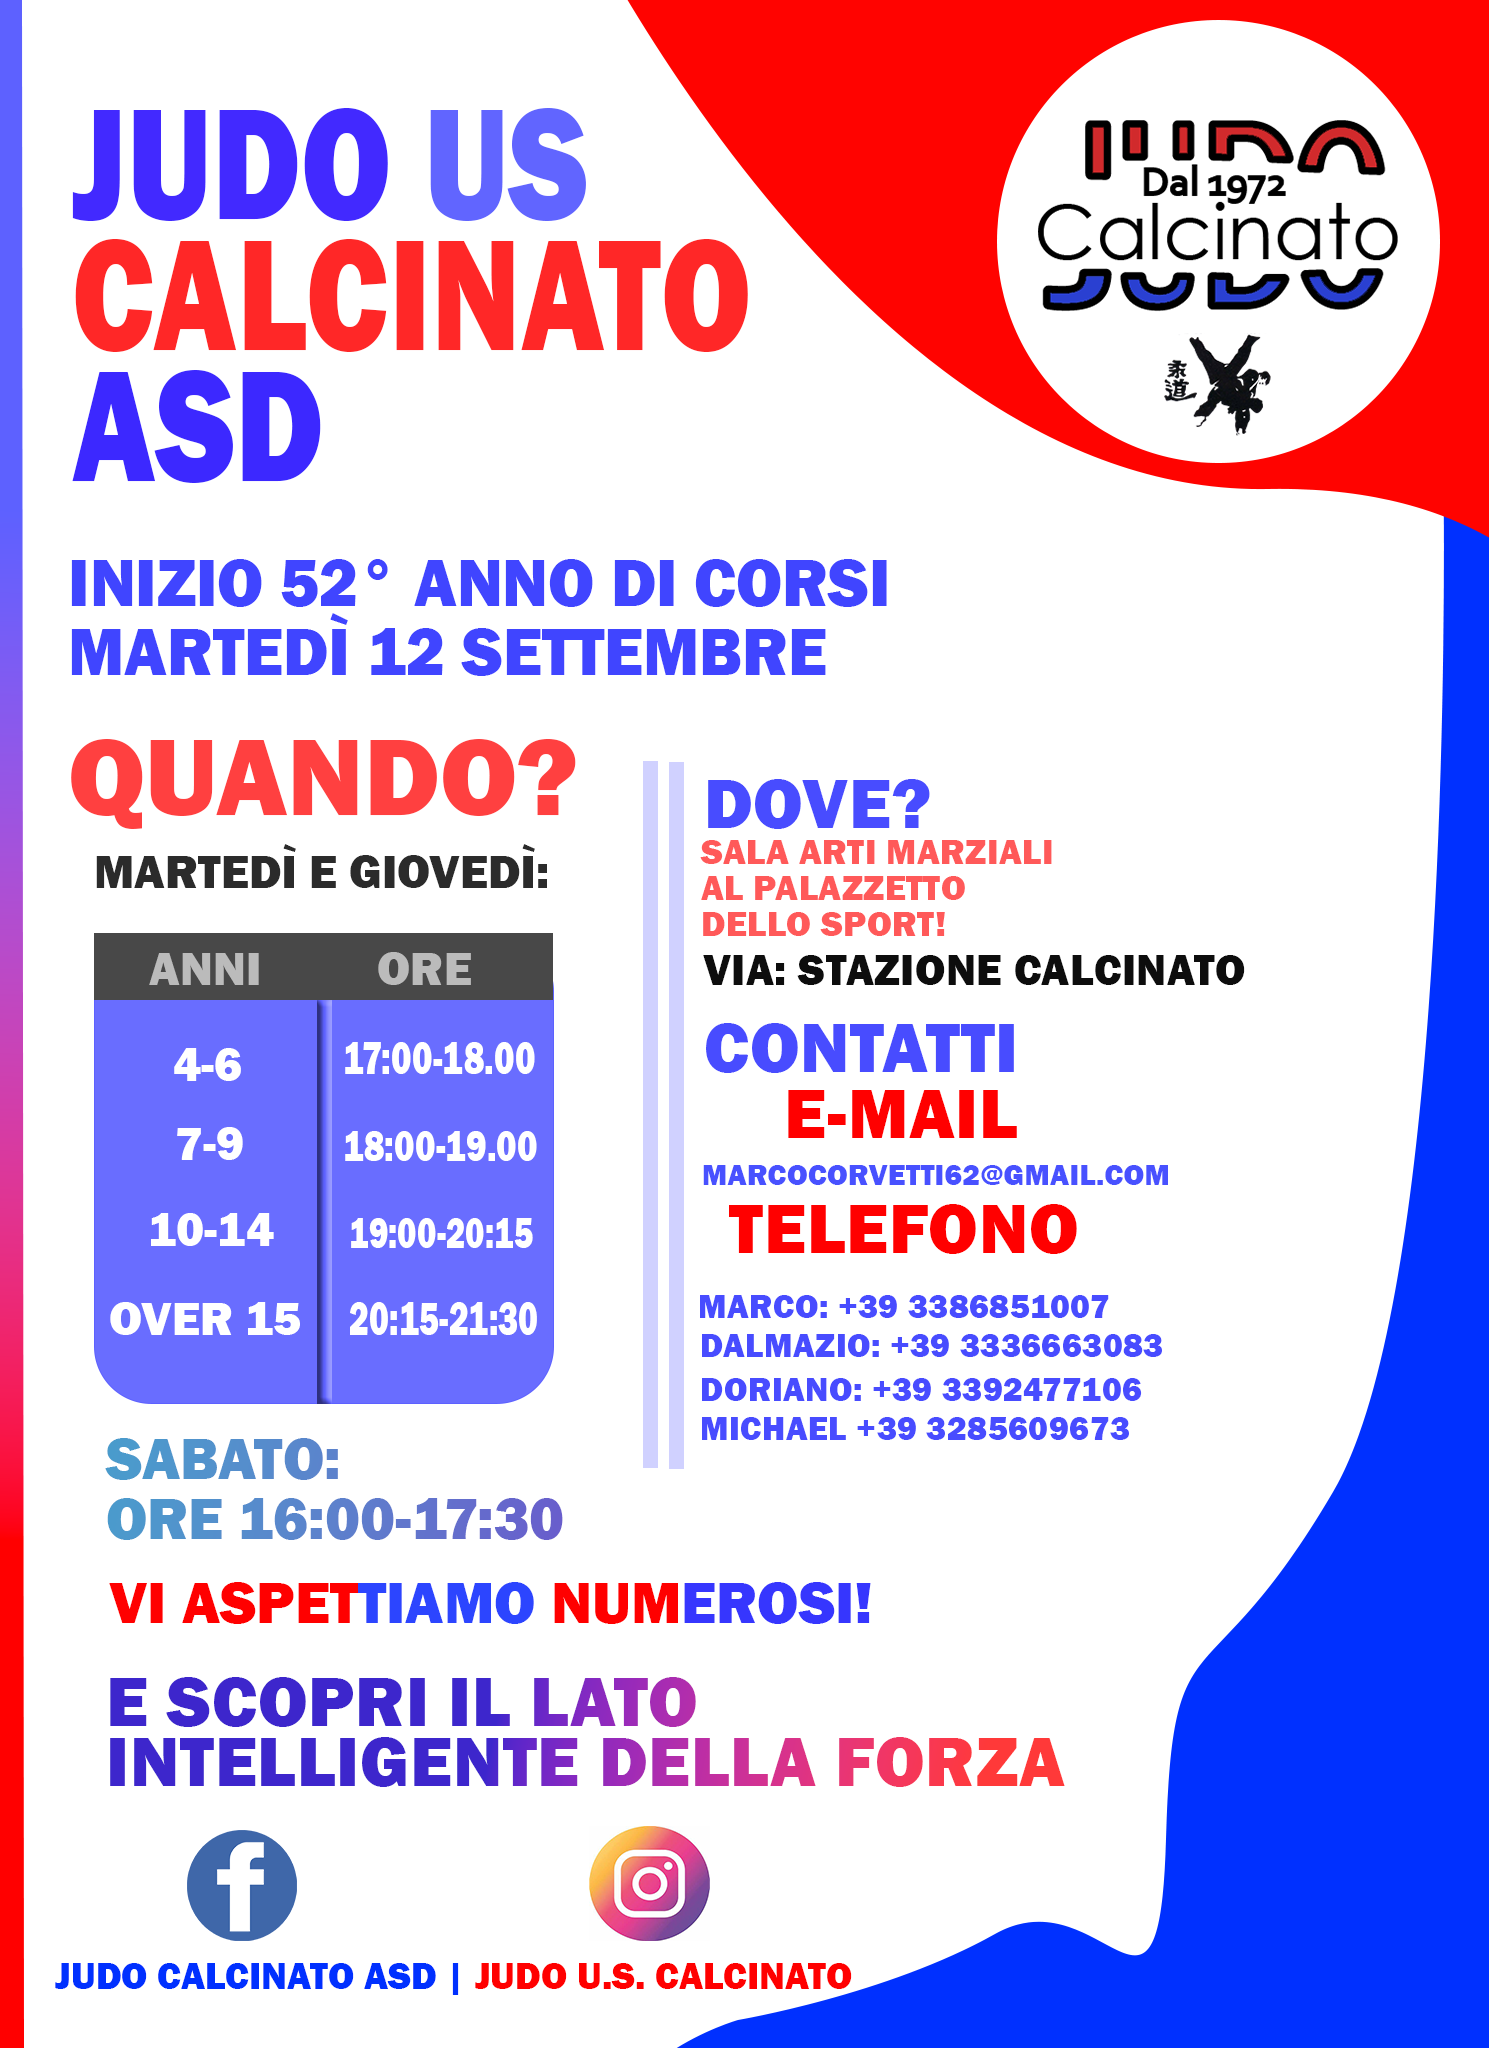 JUDO US
CALCINATO
ASD
JUDO
Dal 1972
Calcinato
JUDO
柔道
INIZIO 52° ANNO DI CORSI
MARTEDÌ 12 SETTEMBRE
QUANDO?
MARTEDÌ E GIOVEDÌ:
ANNI ORE
4-6 17:00-18.00
7-9 18:00-19.00
10-14 19:00-20:15
OVER 15 20:15-21:30
SABATO:
ORE 16:00-17:30
DOVE?
SALA ARTI MARZIALI
AL PALAZZETTO
DELLO SPORT!
VIA: STAZIONE CALCINATO
CONTATTI
E-MAIL
MARCOCORVETTI62@GMAIL.COM
TELEFONO
MARCO: +39 3386851007
DALMAZIO: +39 3336663083
DORIANO: +39 3392477106
MICHAEL +39 3285609673
VI ASPETTIAMO NUMEROSI!
E SCOPRI IL LATO
INTELLIGENTE DELLA FORZA
JUDO CALCINATO ASD | JUDO U.S. CALCINATO